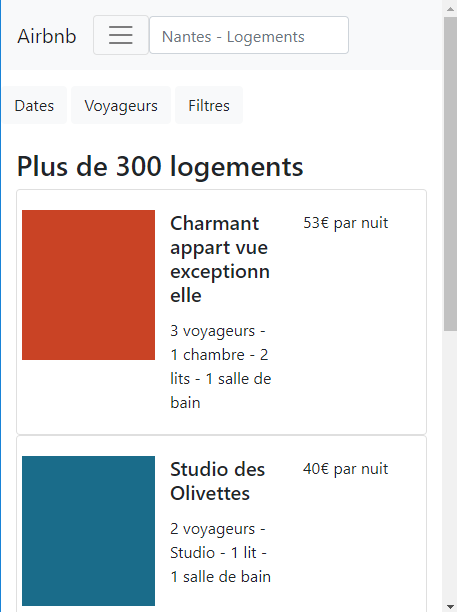 Airbnb
Nantes - Logements
Dates
Voyageurs
Filtres
Plus de 300 logements
Charmant
appart vue
exceptionn
elle
53€ par nuit
3 voyageurs -
1 chambre - 2
lits - 1 salle de
bain
Studio des
Olivettes
40€ par nuit
2 voyageurs -
Studio - 1 lit -
1 salle de bain